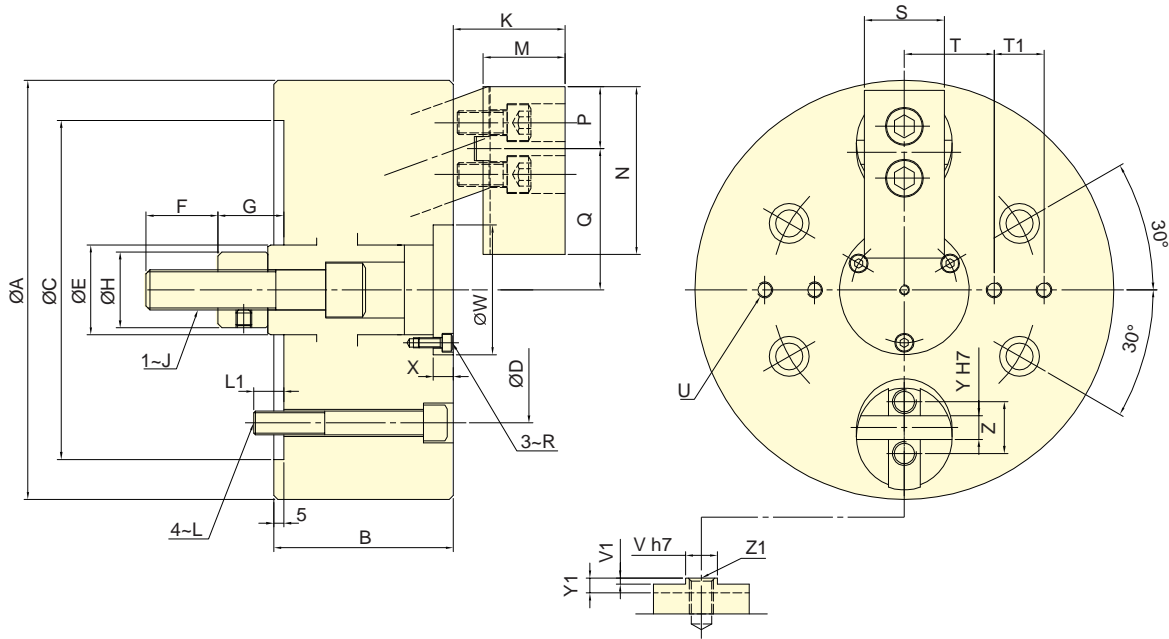 K
M
S
T
T1
F
G
P
N
Q
ØA
ØC
ØE
ØH
ØW
ØD
1~J
L1
X
3~R
4~L
5
B
30°
30°
U
Y H7
Z
V h7
Z1
V1
Y1